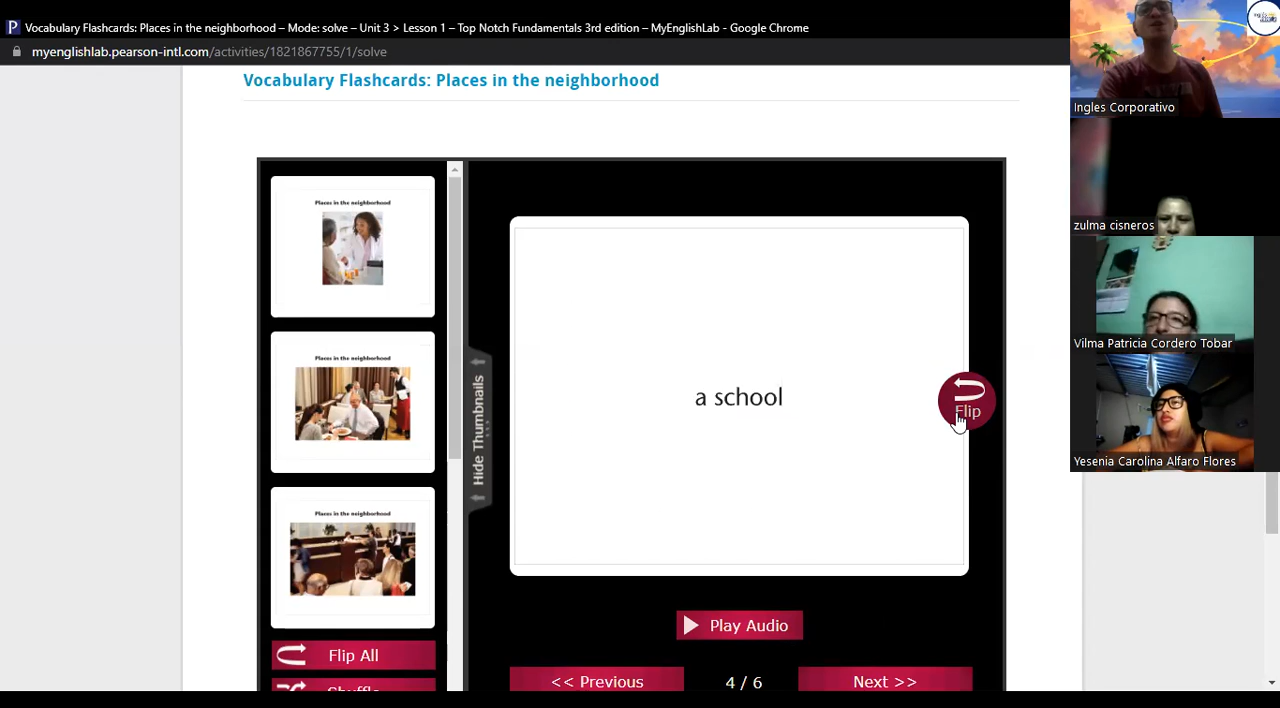 Vocabulary Flashcards: Places in the neighborhood – Mode: solve – Unit 3 > Lesson 1 – Top Notch Fundamentals 3rd edition – MyEnglishLab - Google Chrome
myenglishlab.pearson-intl.com/activities/1821867755/1/solve
Vocabulary Flashcards: Places in the neighborhood
Places in the neighborhood
Places in the neighborhood
Places in the neighborhood
Flip All
Shuffle
Hide Thumbnails
a school
Flip
Play Audio
<< Previous
4 / 6
Next >>
Ingles Corporativo
zulma cisneros
Vilma Patricia Cordero Tobar
Yesenia Carolina Alfaro Flores